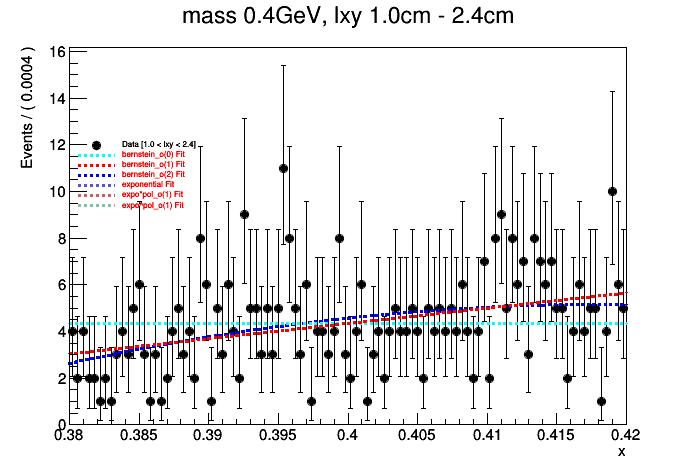 mass 0.4GeV, lxy 1.0cm - 2.4cm
Events / ( 0.0004 )
16
14
12
10
8
6
4
2
0
Data [1.0 < lxy < 2.4]
bernstein_o(0) Fit
bernstein_o(1) Fit
bernstein_o(2) Fit
exponential Fit
expo*pol_o(1) Fit
expo*pol_o(1) Fit
0.38 0.385 0.39 0.395 0.4 0.405 0.41 0.415 0.42
x